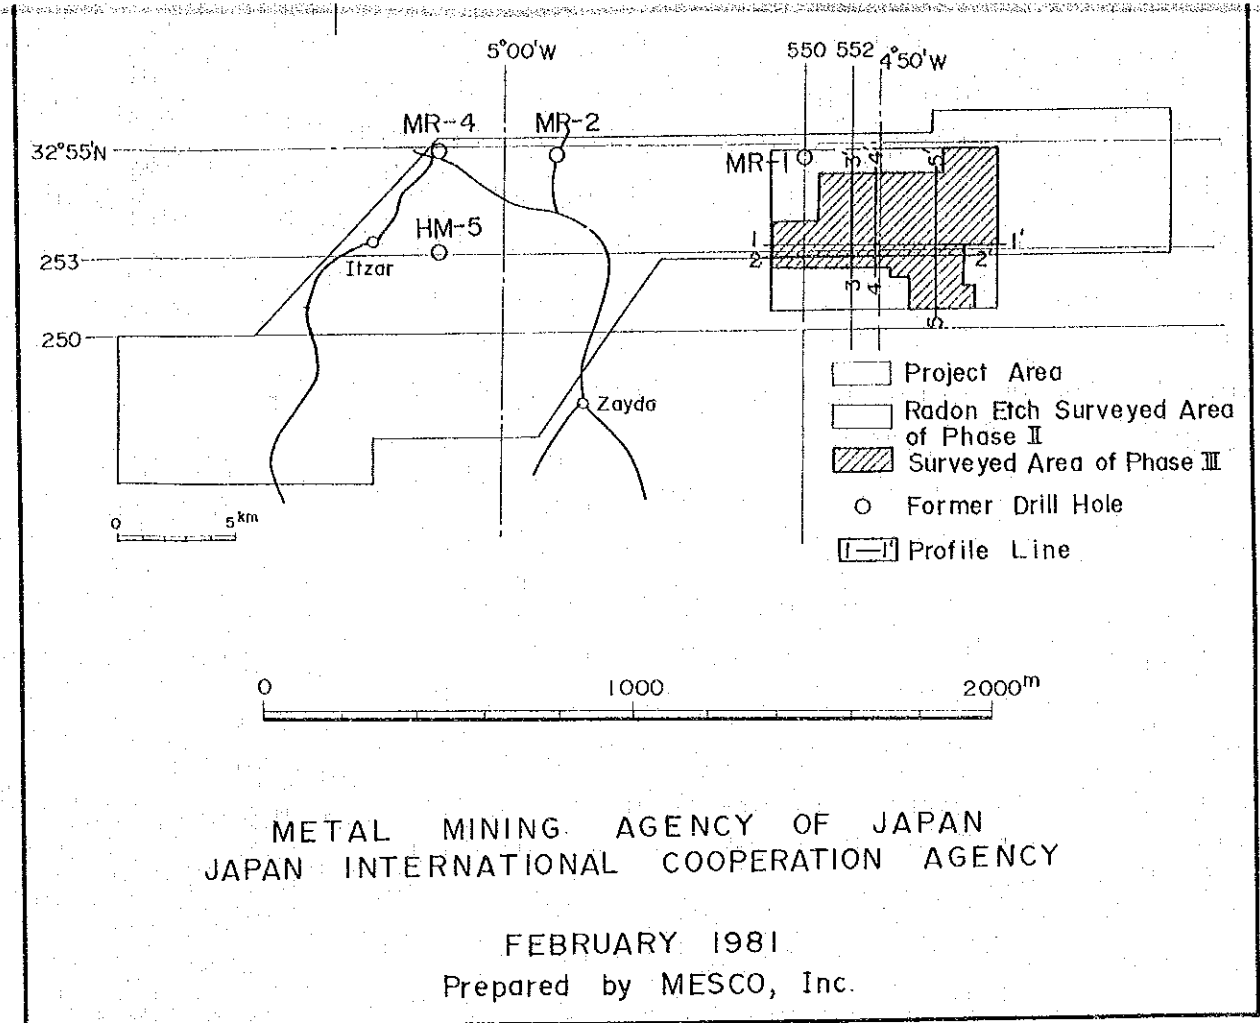 5°00'W
550 552 4°50'W
MR-4
MR-2
32°55'N
MR-1
3' 4' 5'
HM-5
1 1'
253
Itzar
2 2'
3 4
5
250
Project Area
Zayda
Radon Etch Surveyed Area
of Phase II
Surveyed Area of Phase III
Former Drill Hole
0 5km
1—1' Profile Line
0 1000 2000m
METAL MINING AGENCY OF JAPAN
JAPAN INTERNATIONAL COOPERATION AGENCY
FEBRUARY 1981
Prepared by MESCO, Inc.